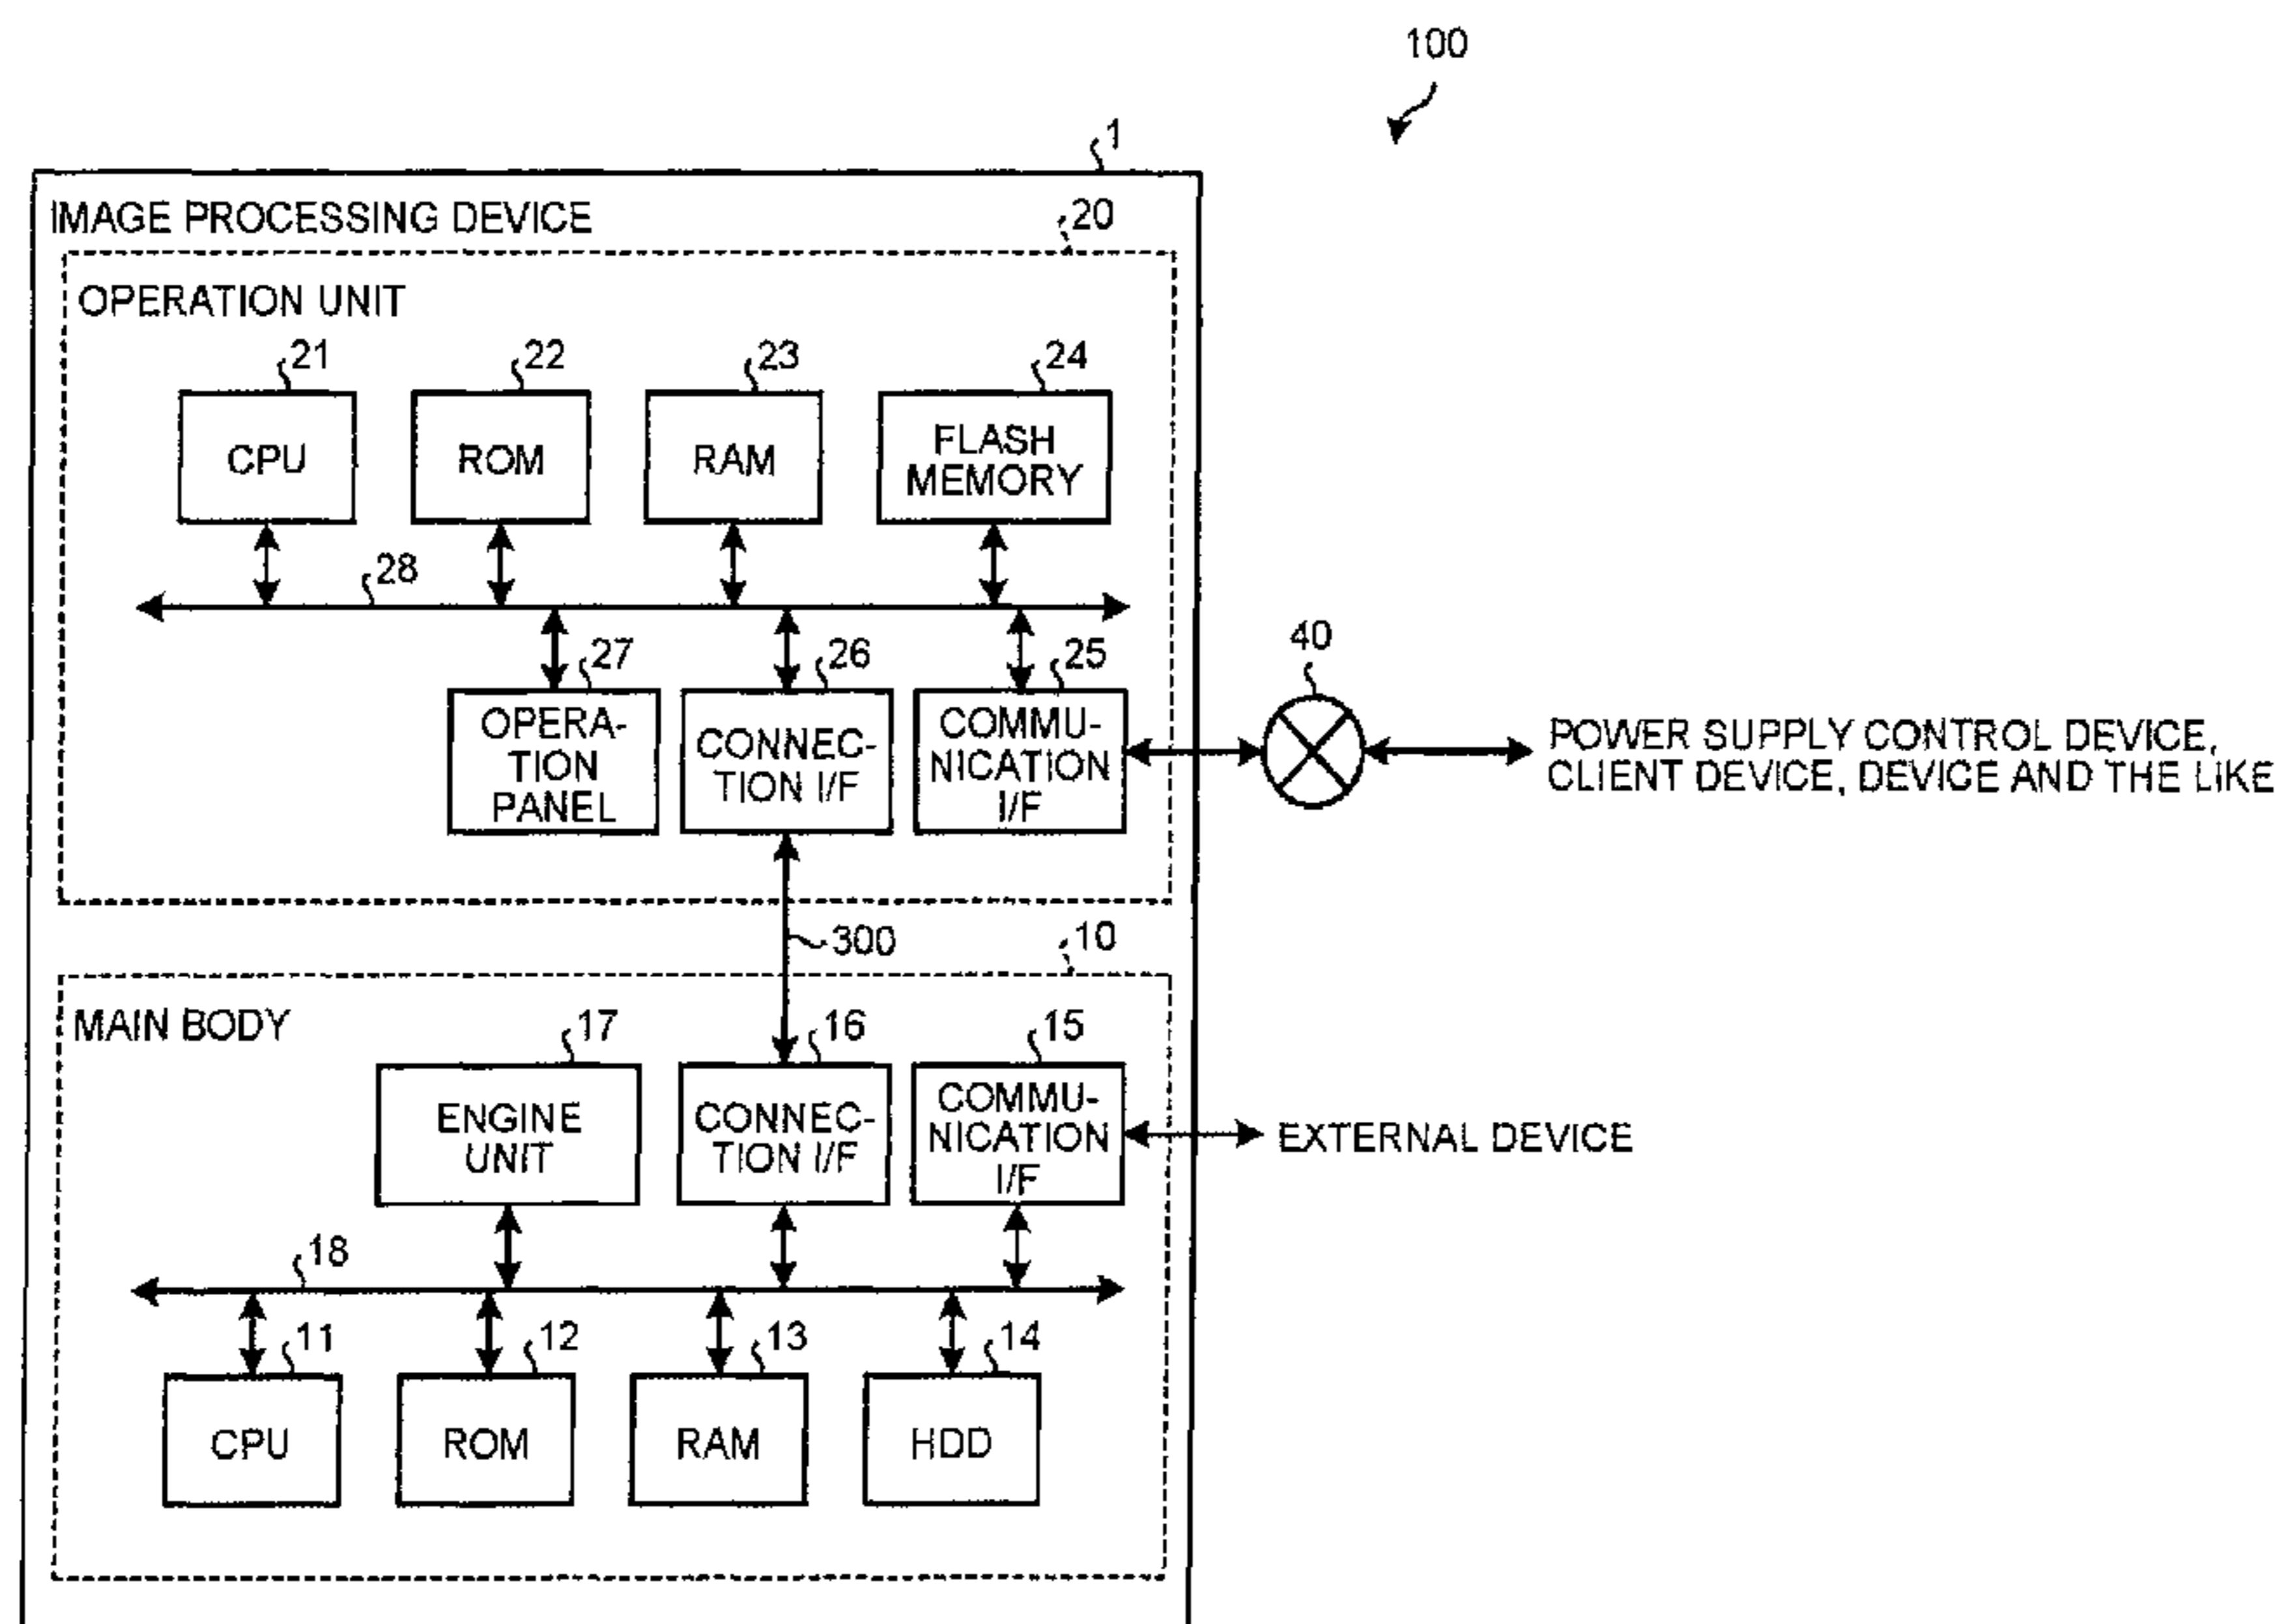 100
1
IMAGE PROCESSING DEVICE
20
OPERATION UNIT
21
22
23
24
CPU
ROM
RAM
FLASH
MEMORY
28
27
26
25
40
OPERA-
TION
PANEL
CONNEC-
TION I/F
COMMU-
NICATION
I/F
POWER SUPPLY CONTROL DEVICE,
CLIENT DEVICE, DEVICE AND THE LIKE
300
10
MAIN BODY
17
16
15
ENGINE
UNIT
CONNEC-
TION I/F
COMMU-
NICATION
I/F
EXTERNAL DEVICE
18
11
12
13
14
CPU
ROM
RAM
HDD